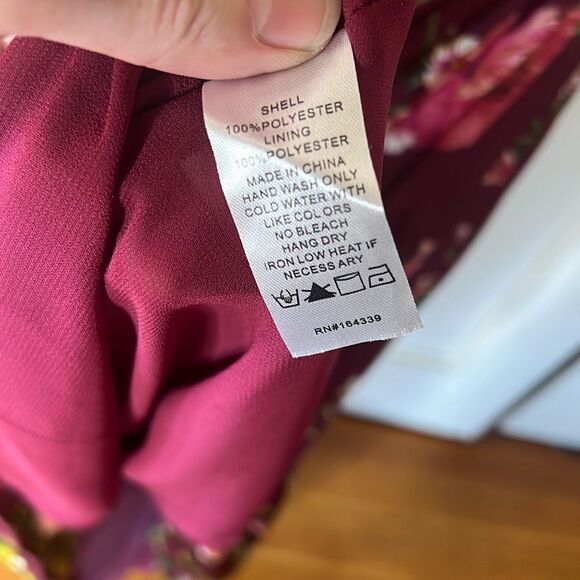 SHELL
100%POLYESTER
LINING
100%POLYESTER
MADE IN CHINA
HAND WASH ONLY
COLD WATER WITH
LIKE COLORS
NO BLEACH
HANG DRY
IRON LOW HEAT IF
NECESSARY
RN#164339